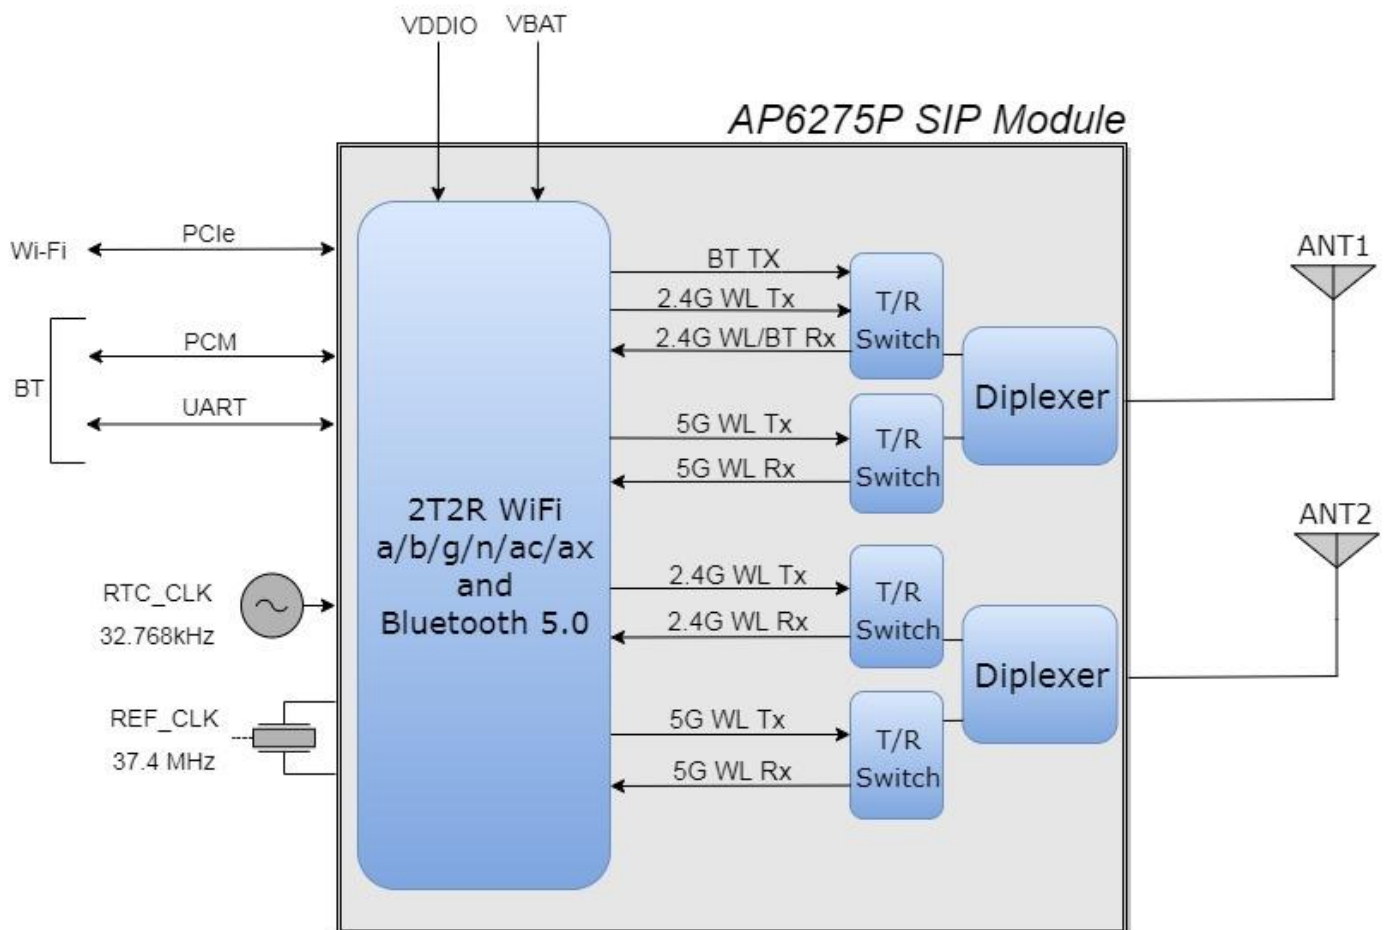 VDDIO
VBAT
AP6275P SIP Module
Wi-Fi
PCIe
BT
PCM
UART
RTC_CLK
32.768kHz
REF_CLK
37.4 MHz
2T2R WiFi
a/b/g/n/ac/ax
and
Bluetooth 5.0
BT TX
2.4G WL Tx
2.4G WL/BT Rx
T/R
Switch
5G WL Tx
5G WL Rx
T/R
Switch
Diplexer
ANT1
2.4G WL Tx
2.4G WL Rx
T/R
Switch
5G WL Tx
5G WL Rx
T/R
Switch
Diplexer
ANT2